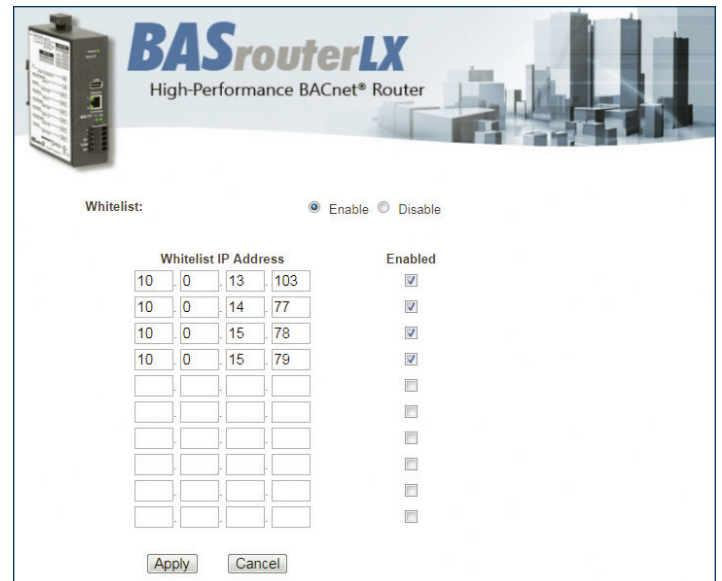 BASrouterLX
High-Performance BACnet® Router
Whitelist: Enable Disable
Whitelist IP Address Enabled
10 . 0 . 13 . 103
10 . 0 . 14 . 77
10 . 0 . 15 . 78
10 . 0 . 15 . 79
Apply Cancel